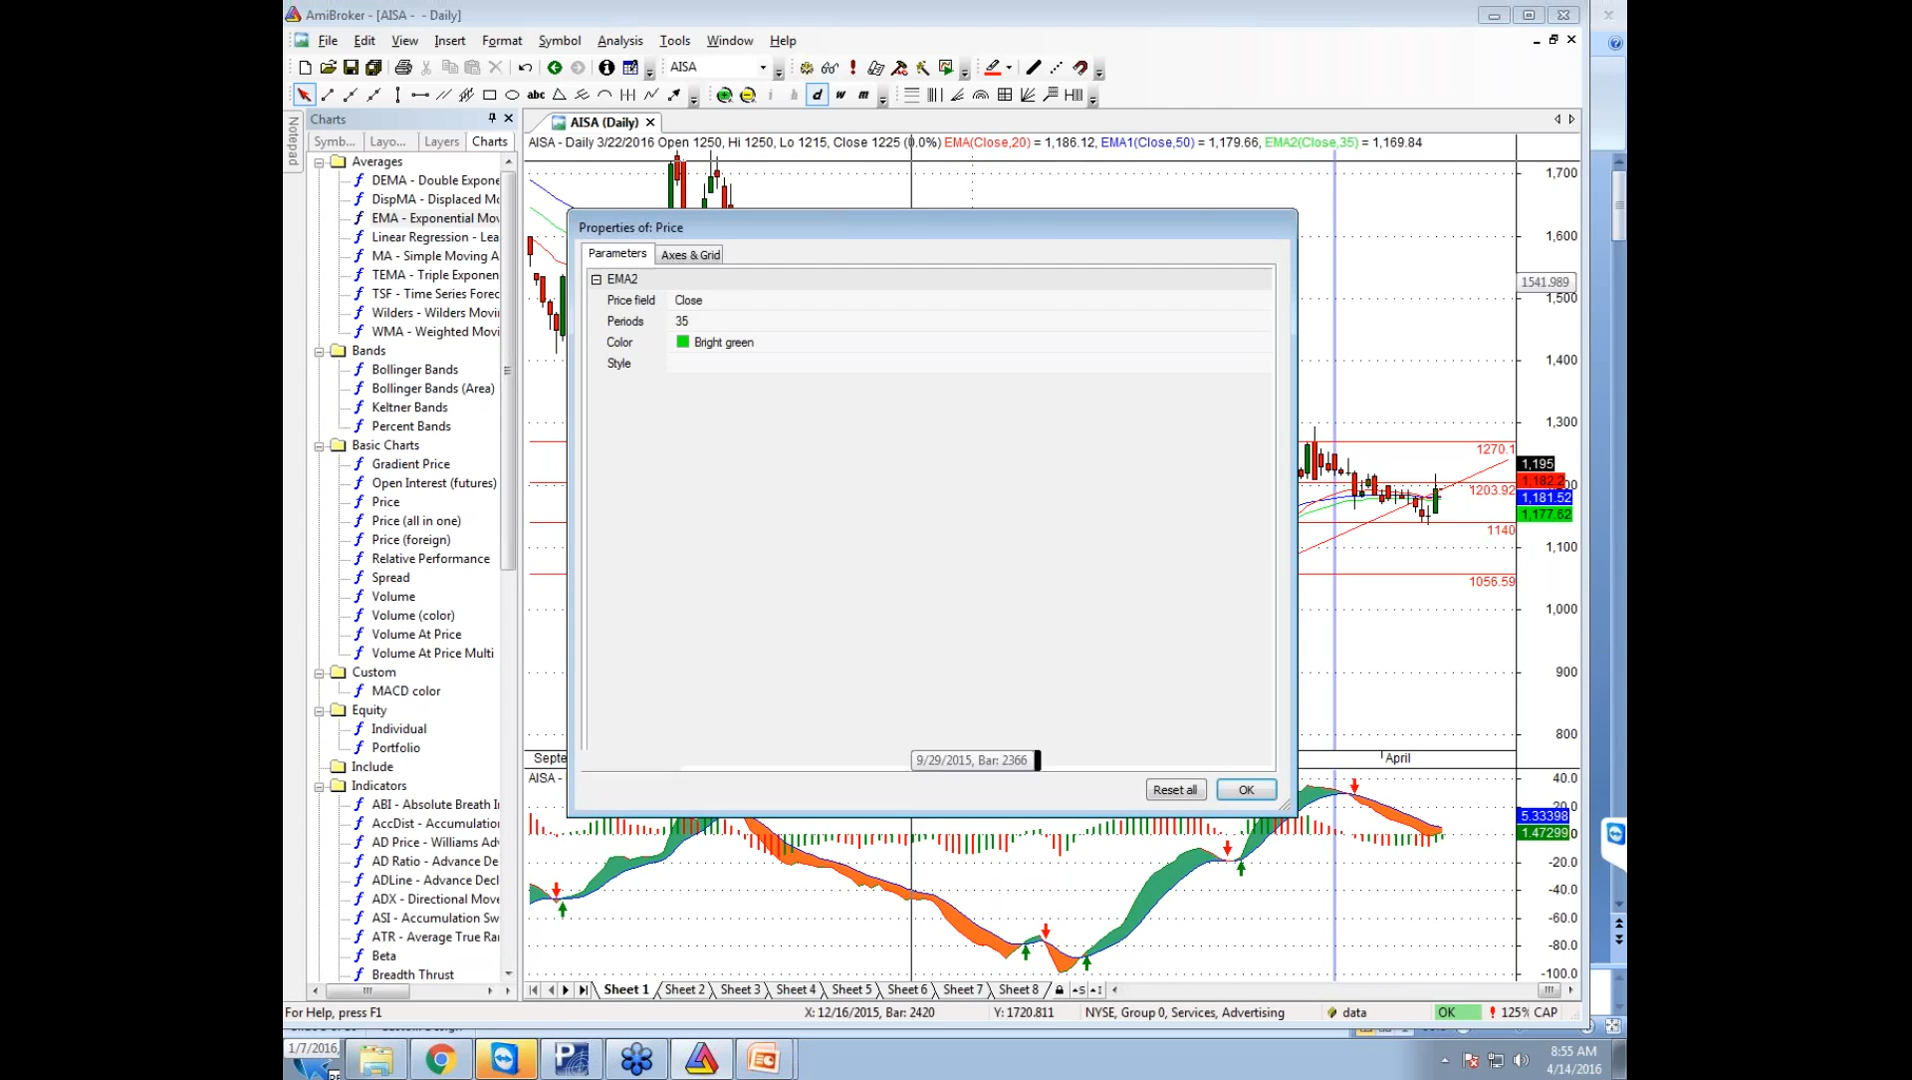 AmiBroker - [AISA - - Daily]
File Edit View Insert Format Symbol Analysis Tools Window Help
AISA
abc i h d w m
Charts
AISA (Daily)
Notepad
Symb... Layo... Layers Charts
AISA - Daily 3/22/2016 Open 1250, Hi 1250, Lo 1215, Close 1225 (0.0%) EMA(Close,20) = 1,186.12, EMA1(Close,50) = 1,179.66, EMA2(Close,35) = 1,169.84
Averages
DEMA - Double Expone
DispMA - Displaced Mo
EMA - Exponential Mov
Linear Regression - Lea
MA - Simple Moving A
TEMA - Triple Exponen
TSF - Time Series Forec
Wilders - Wilders Movi
WMA - Weighted Movi
Bands
Bollinger Bands
Bollinger Bands (Area)
Keltner Bands
Percent Bands
Basic Charts
Gradient Price
Open Interest (futures)
Price
Price (all in one)
Price (foreign)
Relative Performance
Spread
Volume
Volume (color)
Volume At Price
Volume At Price Multi
Custom
MACD color
Equity
Individual
Portfolio
Include
Indicators
ABI - Absolute Breath I
AccDist - Accumulation
AD Price - Williams Adv
AD Ratio - Advance De
ADLine - Advance Decl
ADX - Directional Move
ASI - Accumulation Sw
ATR - Average True Ra
Beta
Breadth Thrust
Properties of: Price
Parameters Axes & Grid
EMA2
Price field Close
Periods 35
Color Bright green
Style
9/29/2015, Bar: 2366
Reset all OK
1,700
1,600
1541.989
1,500
1,400
1,300
1270.1
1,195
1,182.2
1203.92
1,181.52
1,177.62
1140
1,100
1056.59
1,000
900
800
Septe
April
AISA -
40.0
20.0
5.33398
1.47299
-20.0
-40.0
-60.0
-80.0
-100.0
Sheet 1 Sheet 2 Sheet 3 Sheet 4 Sheet 5 Sheet 6 Sheet 7 Sheet 8
For Help, press F1 X: 12/16/2015, Bar: 2420 Y: 1720.811 NYSE, Group 0, Services, Advertising data OK 125% CAP
1/7/2016,
8:55 AM
4/14/2016